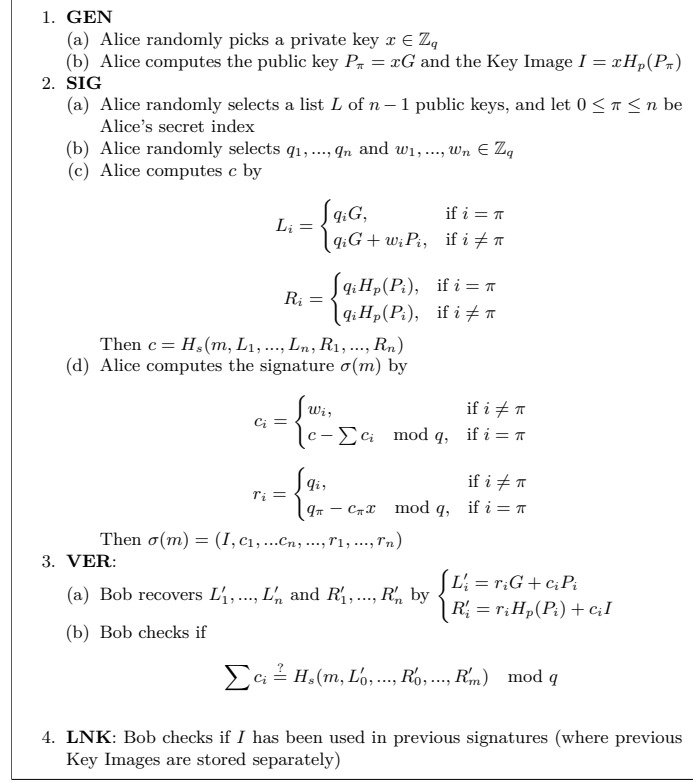 1. GEN
(a) Alice randomly picks a private key x ∈ ℤ_q
(b) Alice computes the public key P_π = xG and the Key Image I = xH_p(P_π)
2. SIG
(a) Alice randomly selects a list L of n − 1 public keys, and let 0 ≤ π ≤ n be
Alice's secret index
(b) Alice randomly selects q_1, ..., q_n and w_1, ..., w_n ∈ ℤ_q
(c) Alice computes c by
L_i = { q_iG, if i = π
q_iG + w_iP_i, if i ≠ π
R_i = { q_iH_p(P_i), if i = π
q_iH_p(P_i), if i ≠ π
Then c = H_s(m, L_1, ..., L_n, R_1, ..., R_n)
(d) Alice computes the signature σ(m) by
c_i = { w_i, if i ≠ π
c − ∑ c_i mod q, if i = π
r_i = { q_i, if i ≠ π
q_π − c_πx mod q, if i = π
Then σ(m) = (I, c_1, ...c_n, ..., r_1, ..., r_n)
3. VER:
(a) Bob recovers L′_1, ..., L′_n and R′_1, ..., R′_n by { L′_i = r_iG + c_iP_i
R′_i = r_iH_p(P_i) + c_iI
(b) Bob checks if
∑ c_i ≟ H_s(m, L′_0, ..., R′_0, ..., R′_m) mod q
4. LNK: Bob checks if I has been used in previous signatures (where previous
Key Images are stored separately)